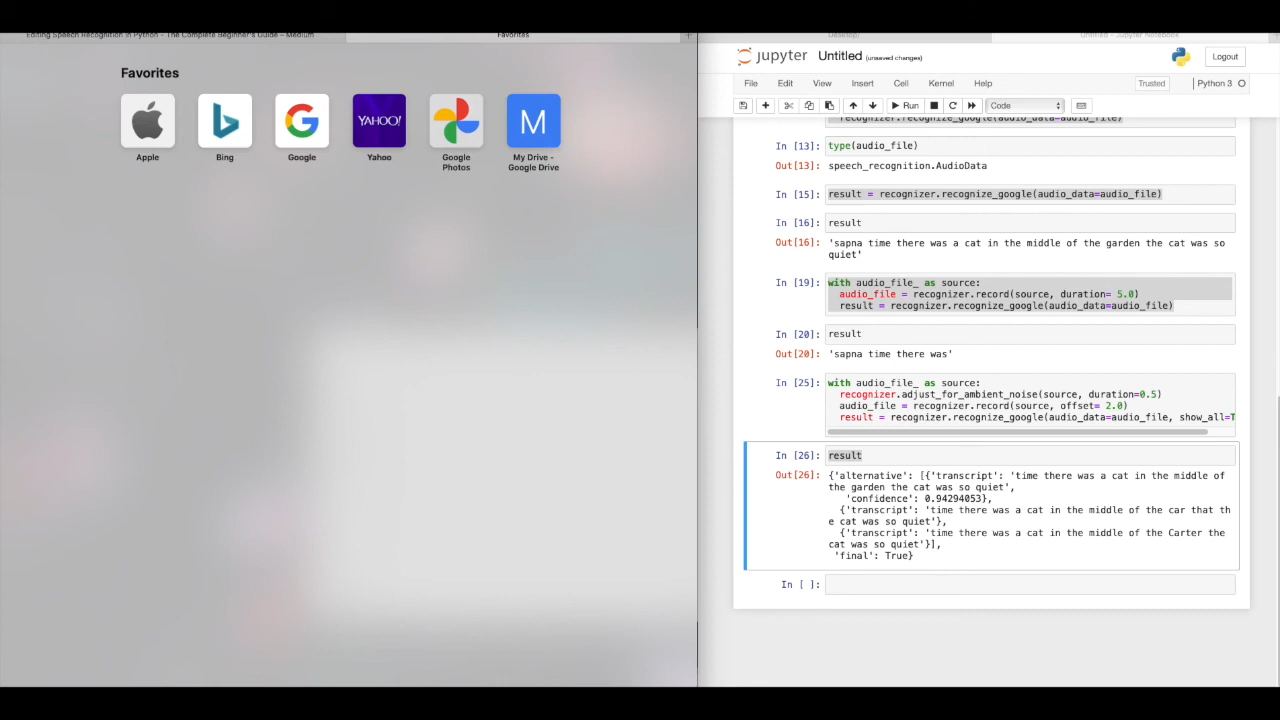 Editing Speech Recognition in Python – The Complete Beginner's Guide – Medium
Favorites
+
Favorites
Apple
Bing
Google
YAHOO!
Yahoo
Google
Photos
M
My Drive -
Google Drive
Desktop/
Untitled - Jupyter Notebook
jupyter Untitled (unsaved changes)
Logout
File Edit View Insert Cell Kernel Help
Trusted
Python 3
Run
Code
recognizer.recognize_google(audio_data=audio_file)
In [13]: type(audio_file)
Out[13]: speech_recognition.AudioData
In [15]: result = recognizer.recognize_google(audio_data=audio_file)
In [16]: result
Out[16]: 'sapna time there was a cat in the middle of the garden the cat was so
quiet'
In [19]: with audio_file_ as source:
audio_file = recognizer.record(source, duration= 5.0)
result = recognizer.recognize_google(audio_data=audio_file)
In [20]: result
Out[20]: 'sapna time there was'
In [25]: with audio_file_ as source:
recognizer.adjust_for_ambient_noise(source, duration=0.5)
audio_file = recognizer.record(source, offset= 2.0)
result = recognizer.recognize_google(audio_data=audio_file, show_all=T
In [26]: result
Out[26]: {'alternative': [{'transcript': 'time there was a cat in the middle of
the garden the cat was so quiet',
'confidence': 0.94294053},
{'transcript': 'time there was a cat in the middle of the car that th
e cat was so quiet'},
{'transcript': 'time there was a cat in the middle of the Carter the
cat was so quiet'}],
'final': True}
In [ ]: